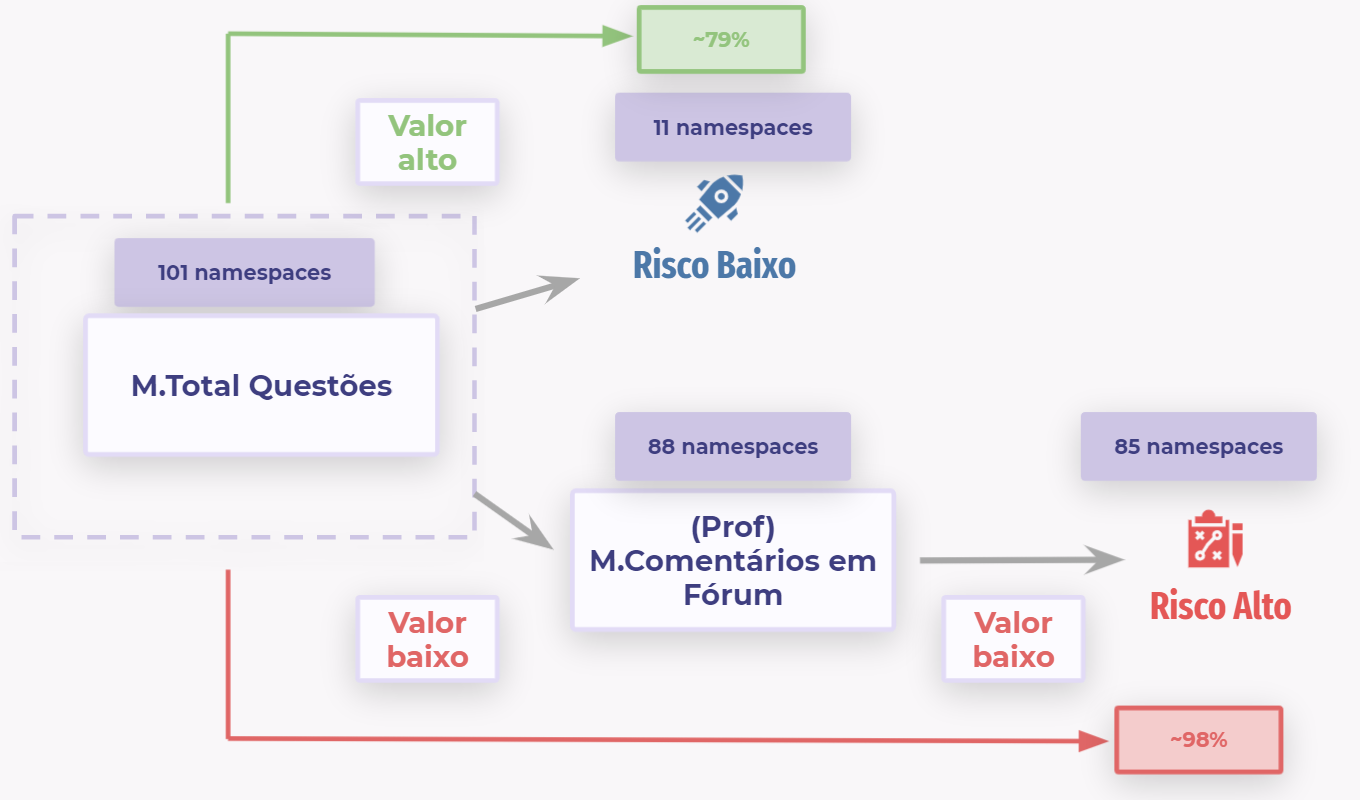 ~79%
Valor
alto
11 namespaces
Risco Baixo
101 namespaces
M.Total Questões
88 namespaces
(Prof)
M.Comentários em
Fórum
85 namespaces
Risco Alto
Valor
baixo
Valor
baixo
~98%